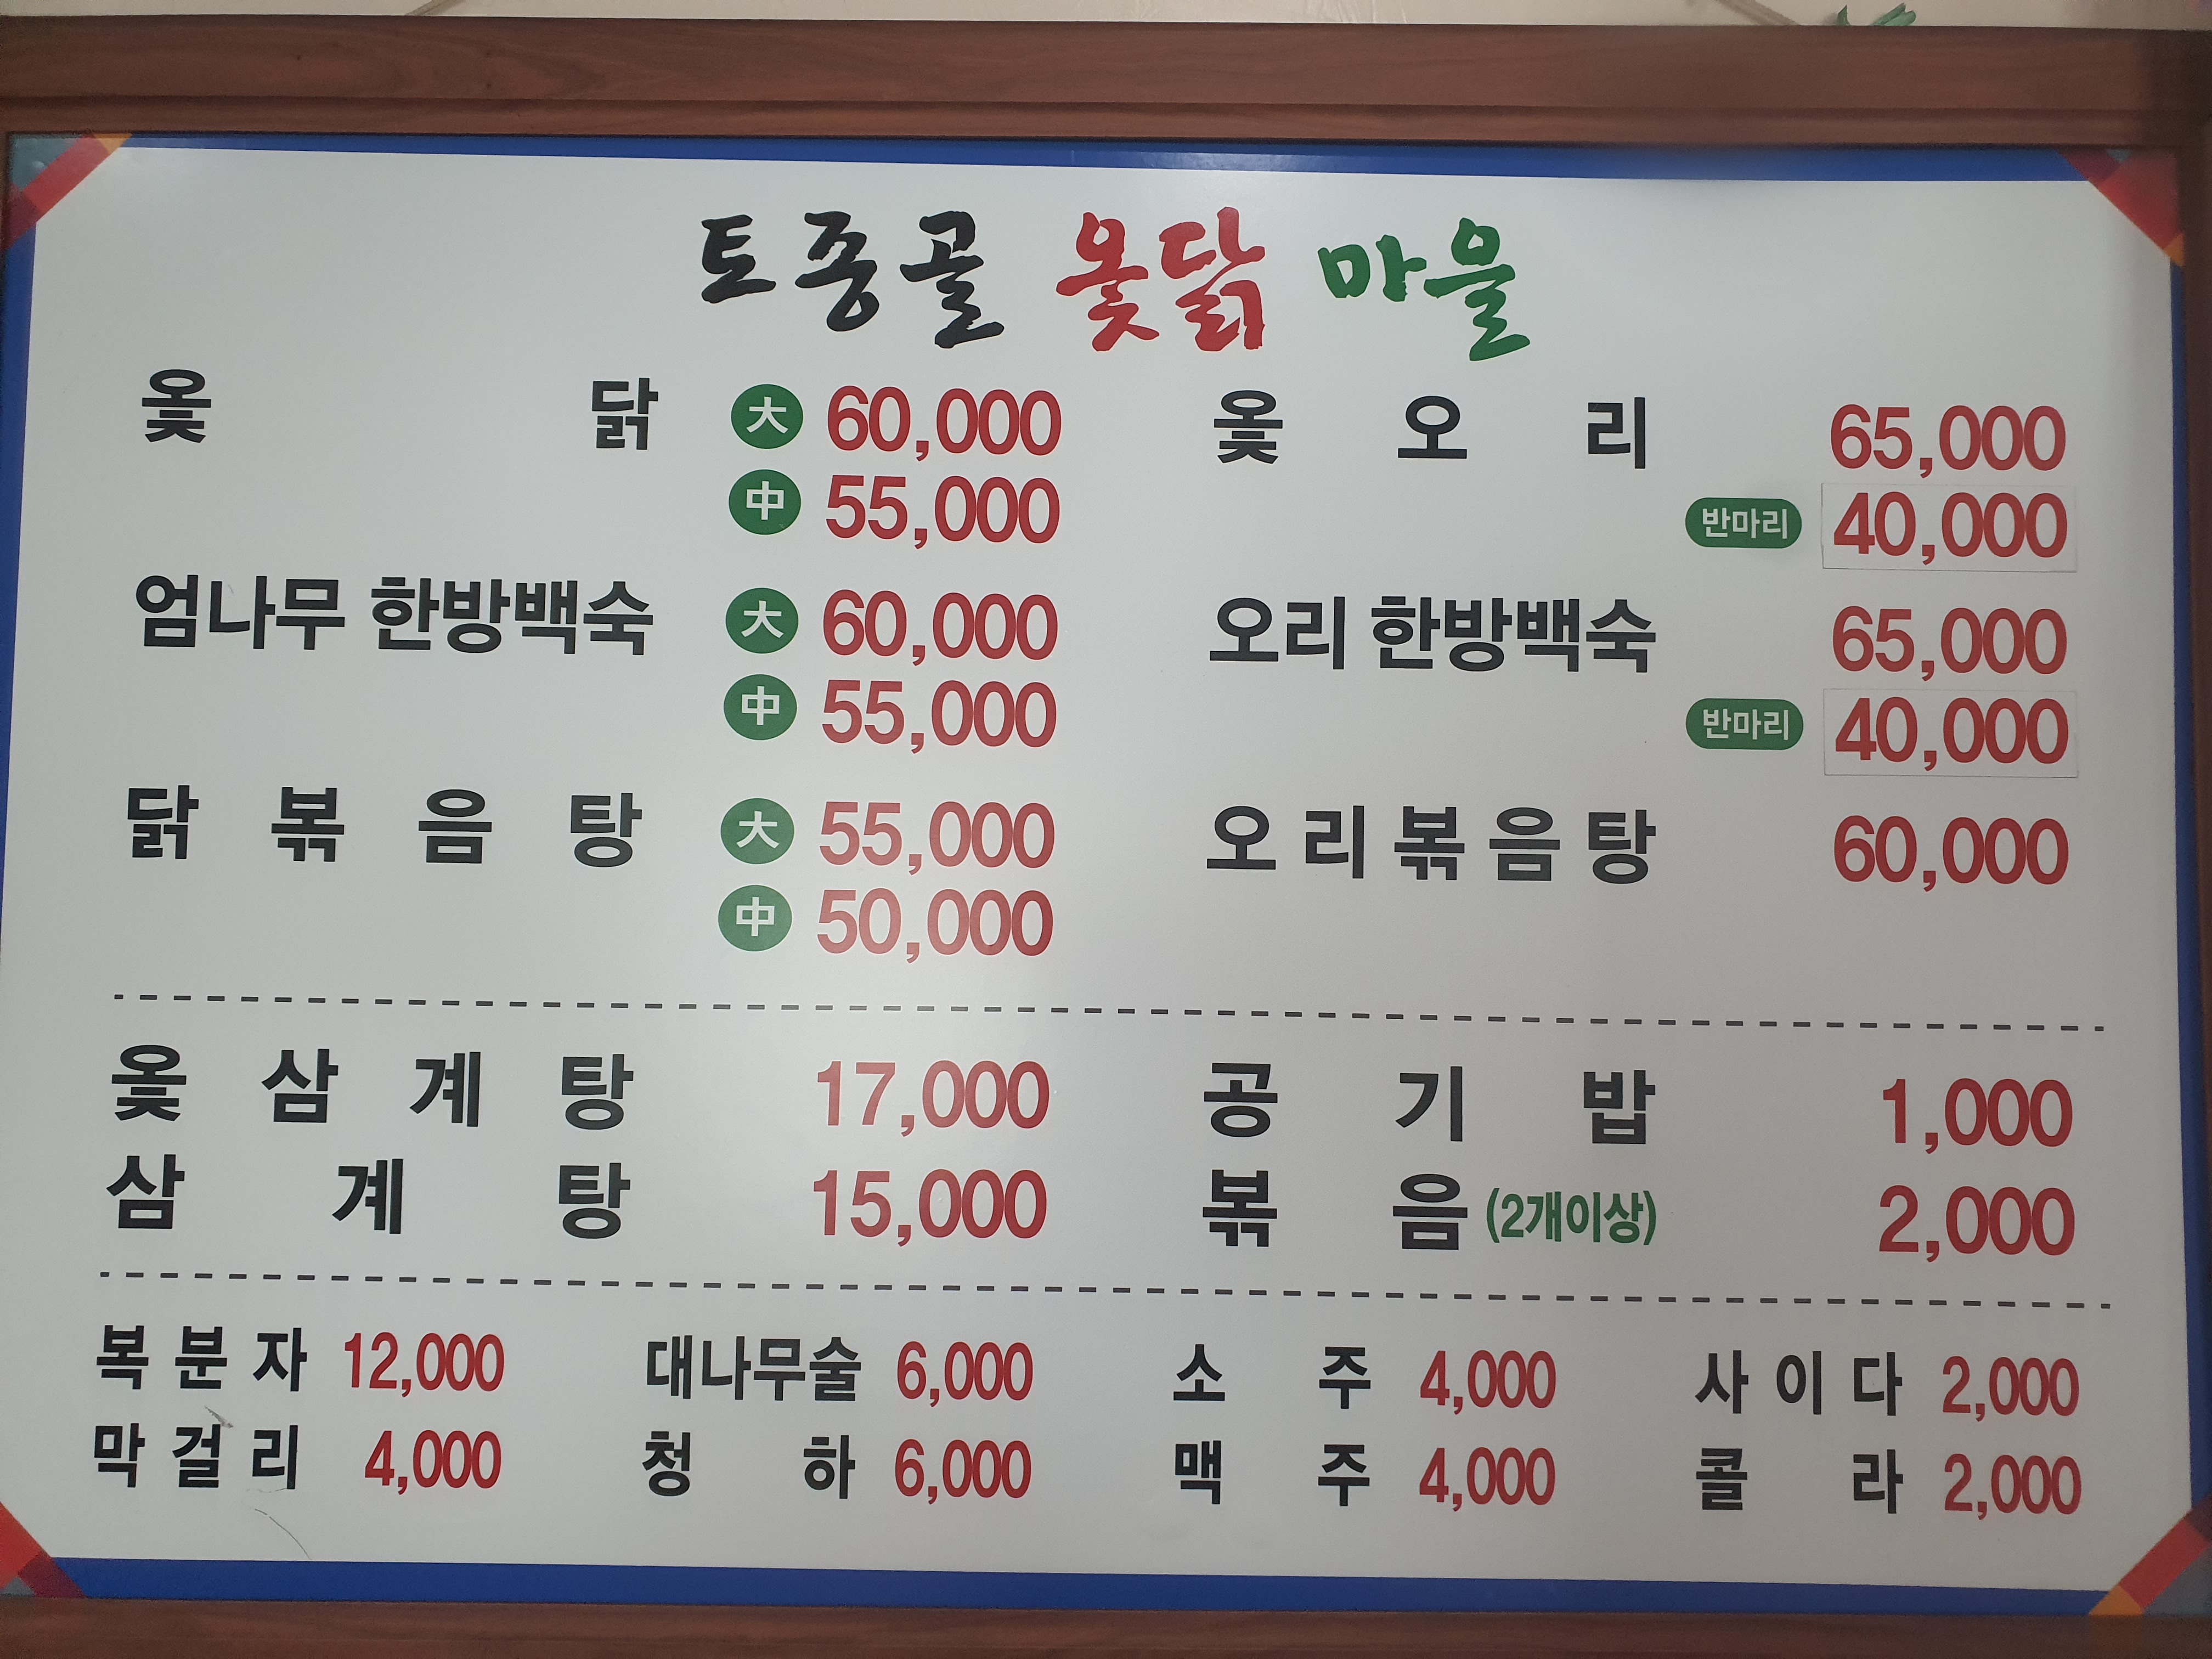 토종골 옻닭 마을
옻닭 大 60,000 옻오리 65,000
中 55,000 반마리 40,000
엄나무 한방백숙 大 60,000 오리 한방백숙 65,000
中 55,000 반마리 40,000
닭볶음탕 大 55,000 오리볶음탕 60,000
中 50,000
옻삼계탕 17,000 공기밥 1,000
삼계탕 15,000 볶음(2개이상) 2,000
복분자 12,000 대나무술 6,000 소주 4,000 사이다 2,000
막걸리 4,000 청하 6,000 맥주 4,000 콜라 2,000